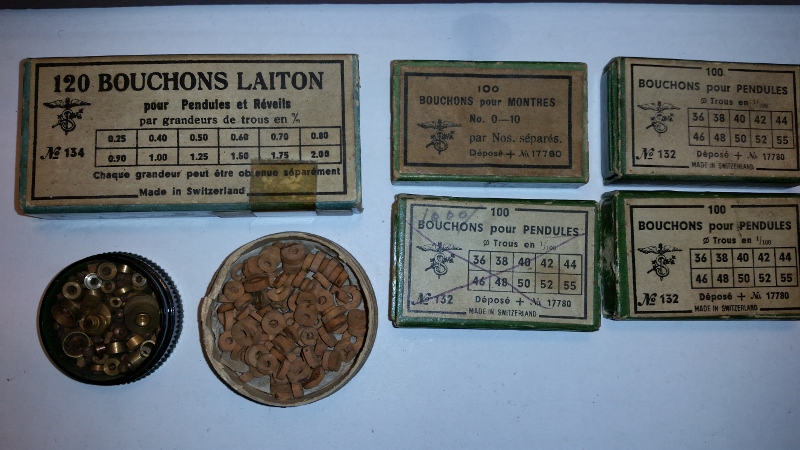 120 BOUCHONS LAITON
pour Pendules et Réveils
par grandeurs de trous en m/m
0.25 0.40 0.50 0.60 0.70 0.80
0.90 1.00 1.25 1.50 1.75 2.00
No 134
Chaque grandeur peut être obtenue séparément
Made in Switzerland
100
BOUCHONS pour MONTRES
No. 0—10
par Nos. séparés.
Déposé + No. 17780
100
BOUCHONS pour PENDULES
Ø Trous en 1/100
36 38 40 42 44
46 48 50 52 55
No 132
Déposé + No. 17780
MADE IN SWITZERLAND
1000
100
BOUCHONS pour PENDULES
Ø Trous en 1/100
36 38 40 42 44
46 48 50 52 55
No 132
Déposé + No. 17780
MADE IN SWITZERLAND
100
BOUCHONS pour PENDULES
Ø Trous en 1/100
36 38 40 42 44
46 48 50 52 55
No 132
Déposé + No. 17780
MADE IN SWITZERLAND